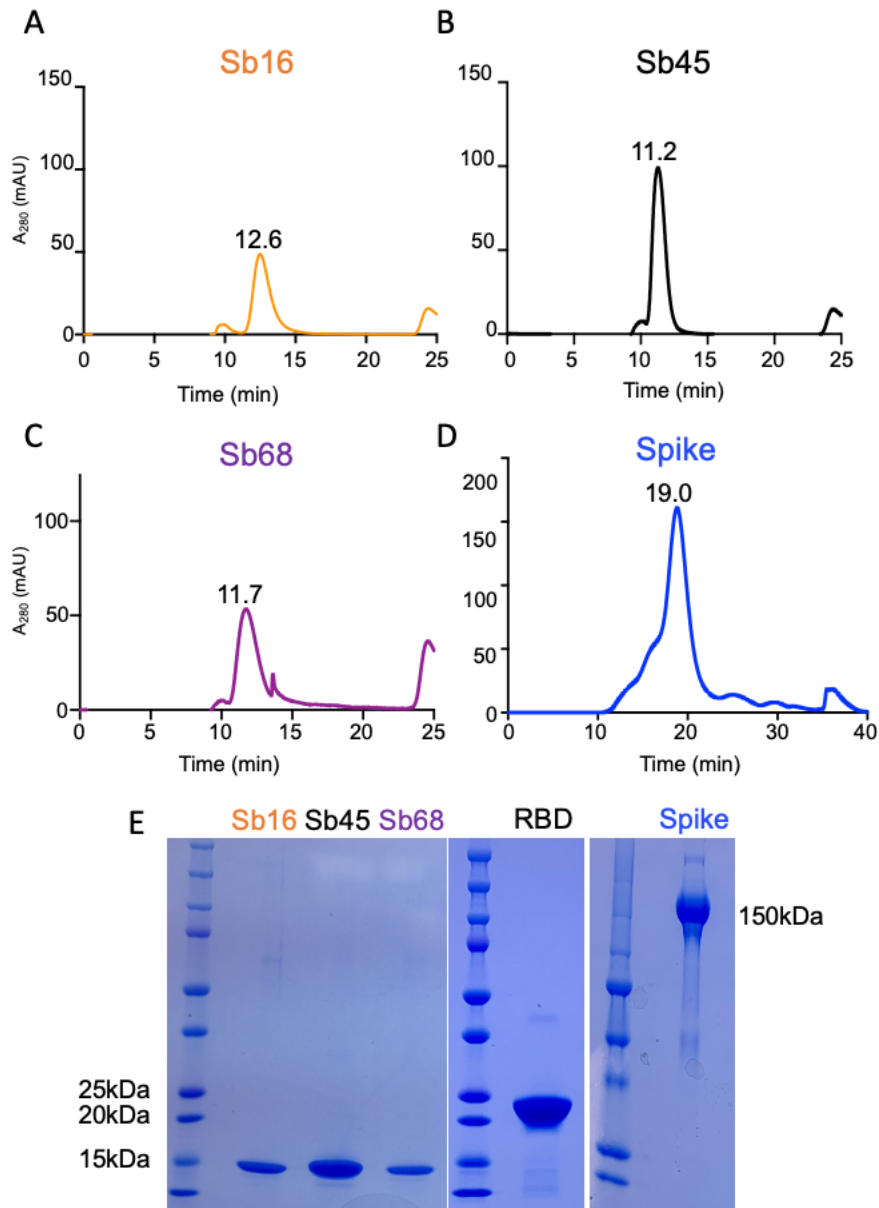 A
Sb16
150
100
50
0
A280 (mAU)
12.6
0 5 10 15 20 25
Time (min)
B
Sb45
150
100
50
0
11.2
0 5 10 15 20 25
Time (min)
C
Sb68
100
50
0
A280 (mAU)
11.7
0 5 10 15 20 25
Time (min)
D
Spike
200
150
100
50
0
19.0
0 10 20 30 40
Time (min)
E
Sb16 Sb45 Sb68 RBD Spike
150kDa
25kDa
20kDa
15kDa